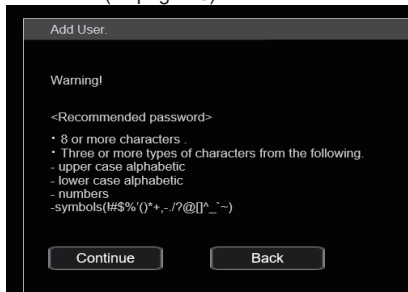 Add User.
Warning!
<Recommended password>
・8 or more characters .
・Three or more types of characters from the following.
- upper case alphabetic
- lower case alphabetic
- numbers
-symbols(!#$%'()*+,-./?@[]^_`~)
Continue
Back